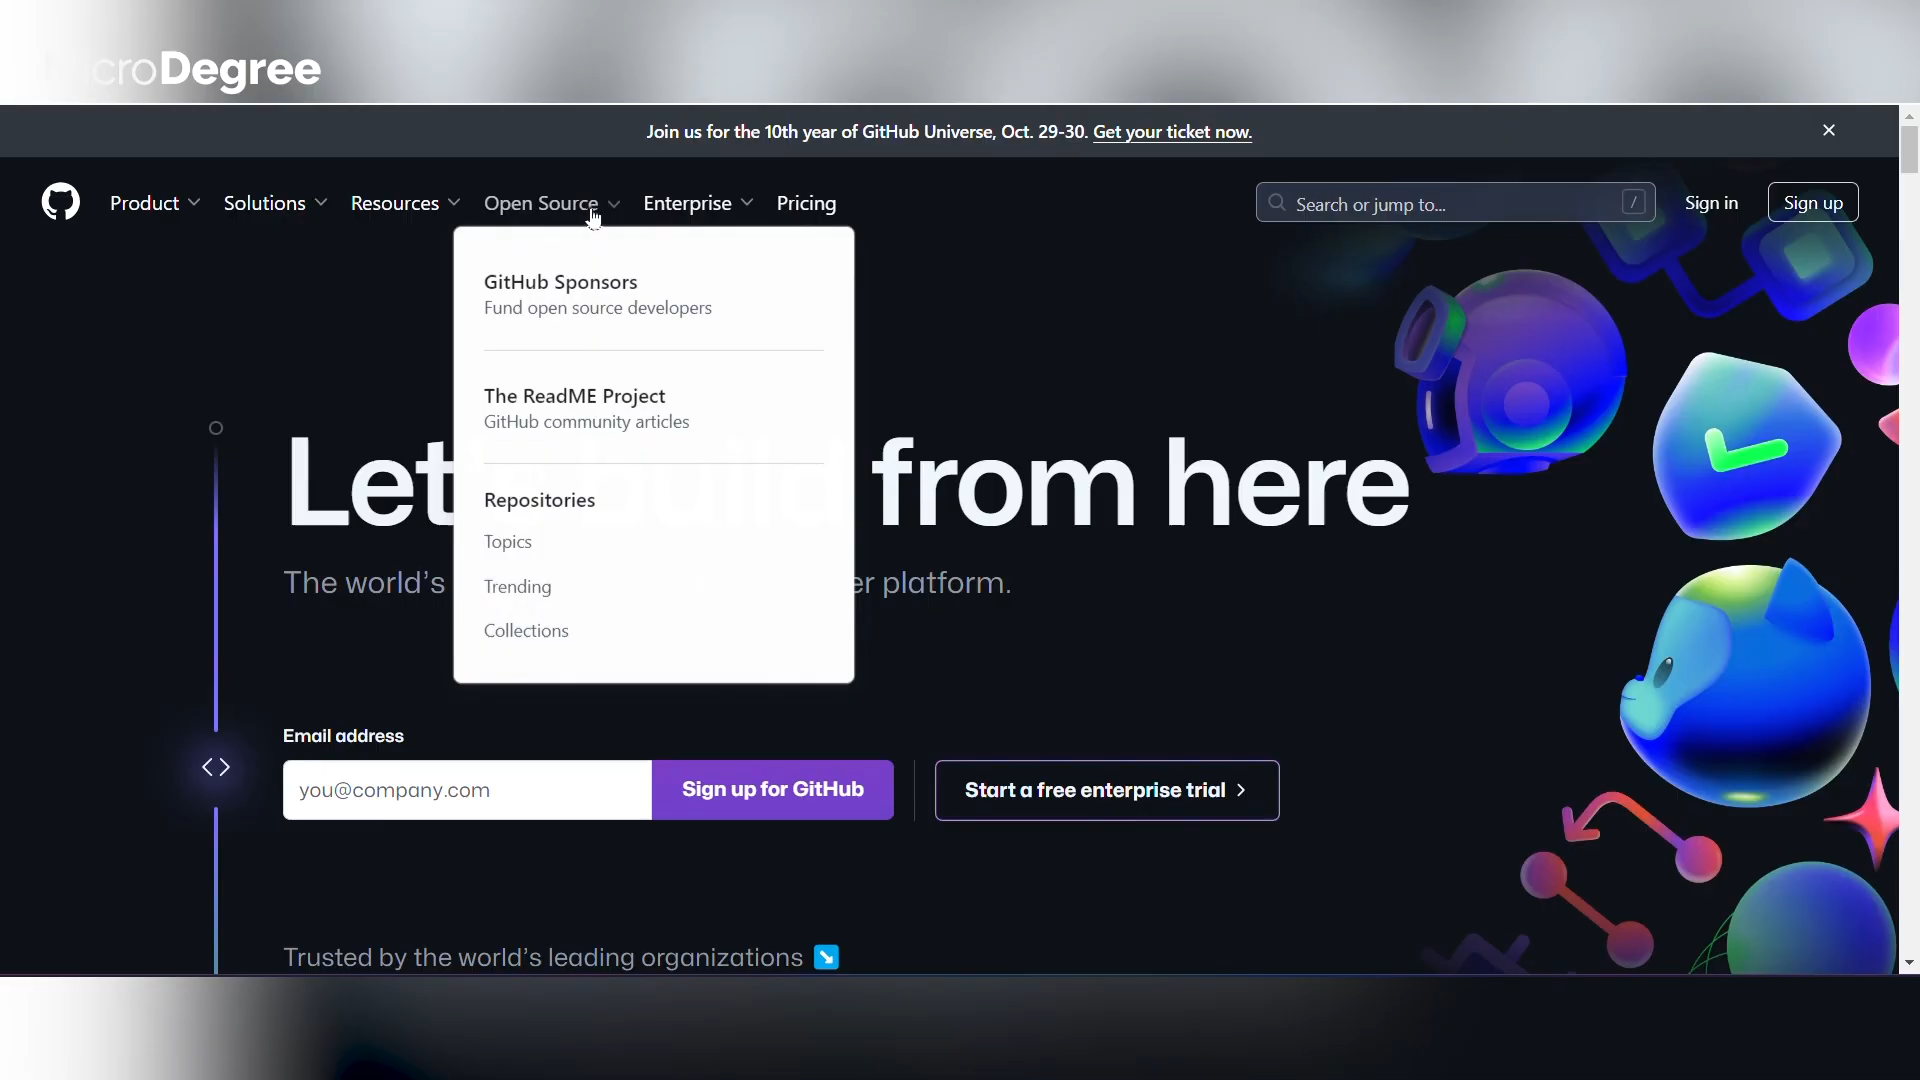 croDegree
Join us for the 10th year of GitHub Universe, Oct. 29-30. Get your ticket now.
Product Solutions Resources Open Source Enterprise Pricing Search or jump to... / Sign in Sign up
GitHub Sponsors
Fund open source developers
The ReadME Project
GitHub community articles
Let's build from here
Repositories
Topics
The world's er platform.
Trending
Collections
Email address
you@company.com Sign up for GitHub Start a free enterprise trial
Trusted by the world's leading organizations